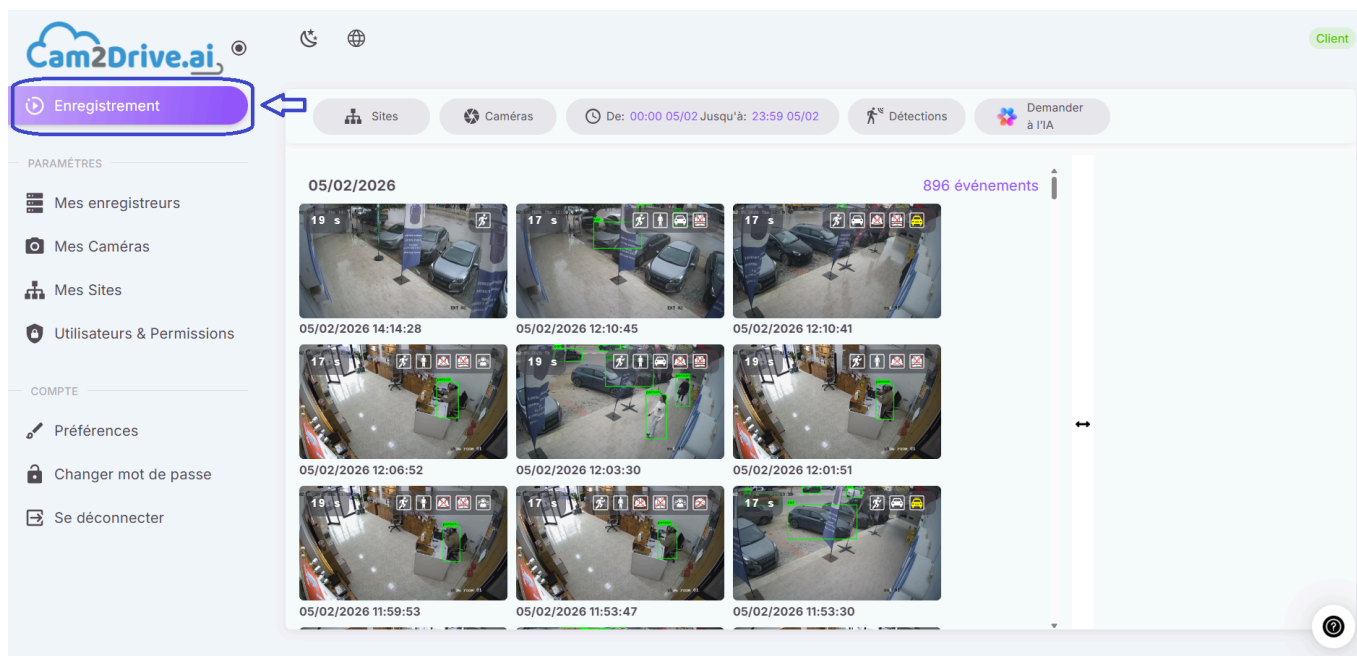 Cam2Drive.ai
Client
Enregistrement
Sites
Caméras
De: 00:00 05/02 Jusqu'à: 23:59 05/02
Détections
Demander
à l'IA
PARAMÉTRES
Mes enregistreurs
Mes Caméras
Mes Sites
Utilisateurs & Permissions
COMPTE
Préférences
Changer mot de passe
Se déconnecter
05/02/2026
896 événements
19 s
17 s
17 s
05/02/2026 14:14:28
05/02/2026 12:10:45
05/02/2026 12:10:41
17 s
19 s
19 s
05/02/2026 12:06:52
05/02/2026 12:03:30
05/02/2026 12:01:51
19 s
17 s
17 s
05/02/2026 11:59:53
05/02/2026 11:53:47
05/02/2026 11:53:30